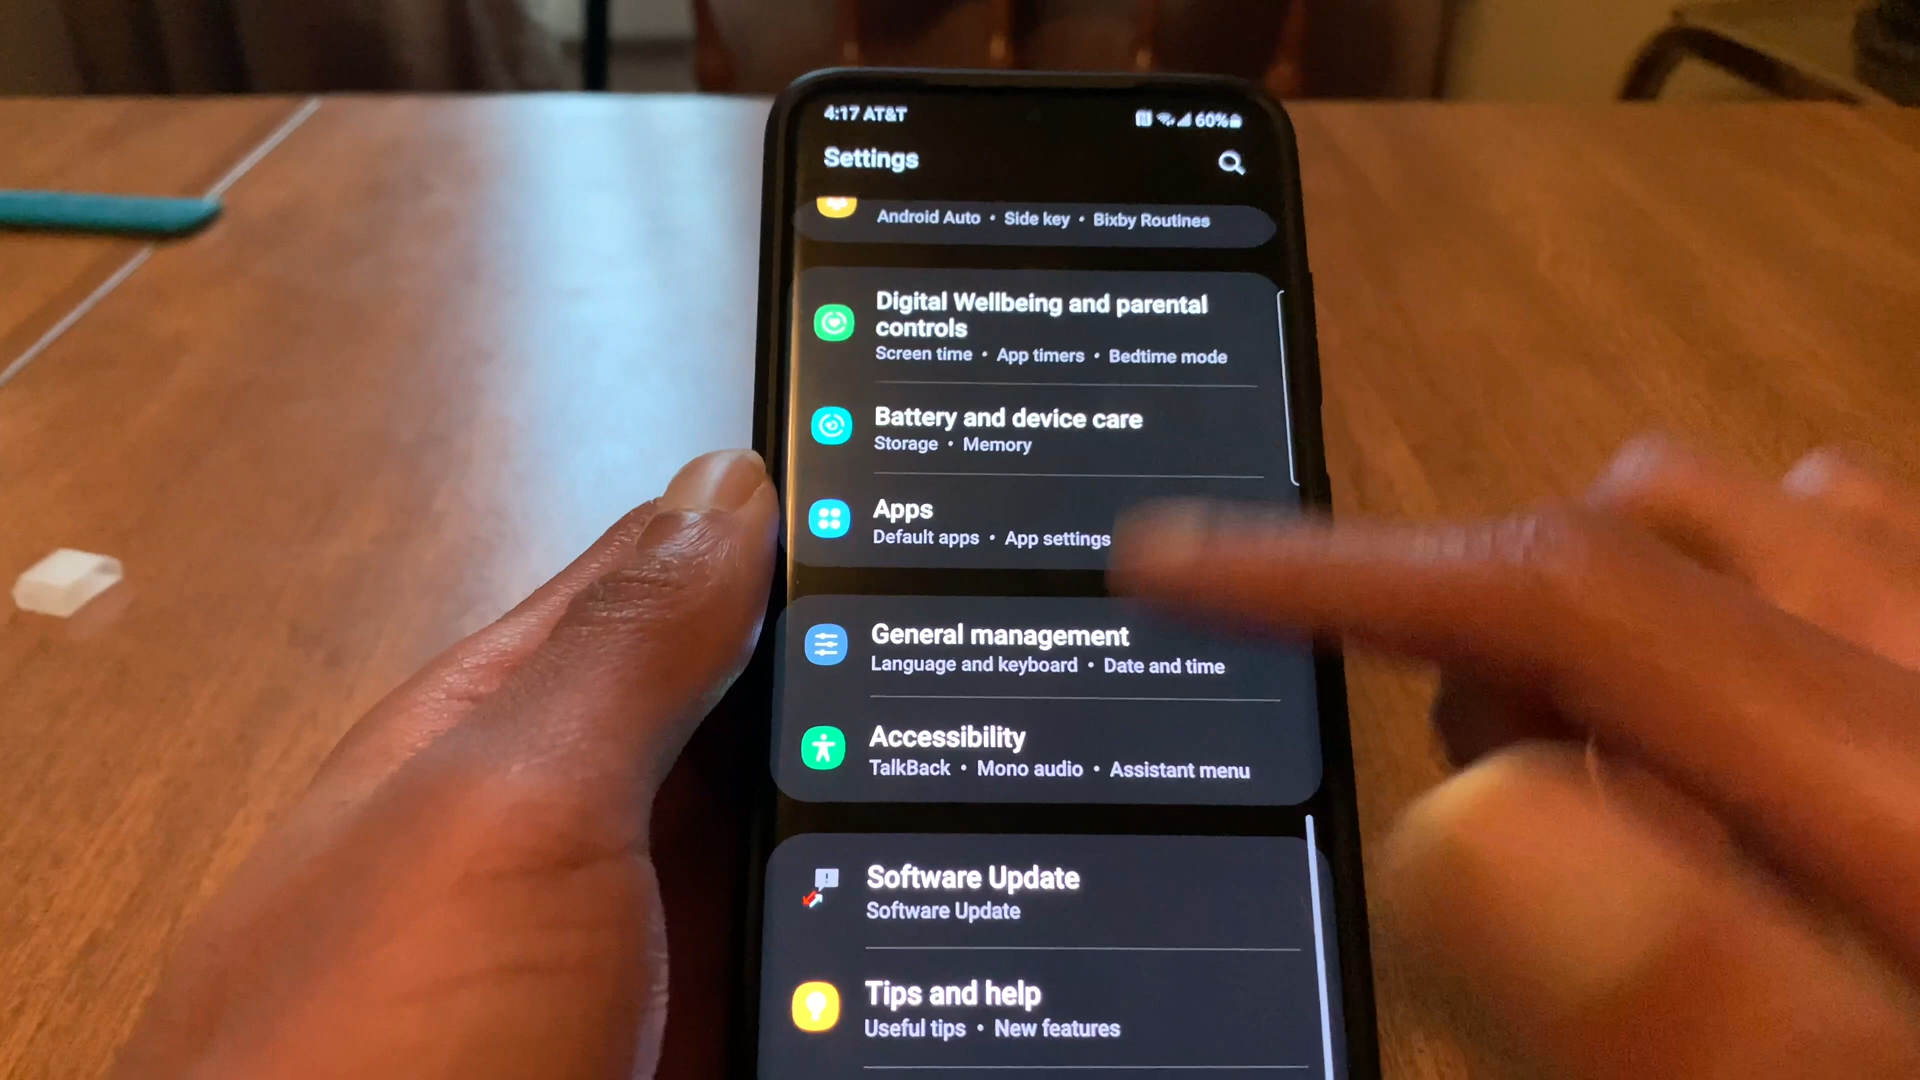 4:17 AT&T 60%
Settings
Android Auto • Side key • Bixby Routines
Digital Wellbeing and parental
controls
Screen time • App timers • Bedtime mode
Battery and device care
Storage • Memory
Apps
Default apps • App settings
General management
Language and keyboard • Date and time
Accessibility
TalkBack • Mono audio • Assistant menu
Software Update
Software Update
Tips and help
Useful tips • New features